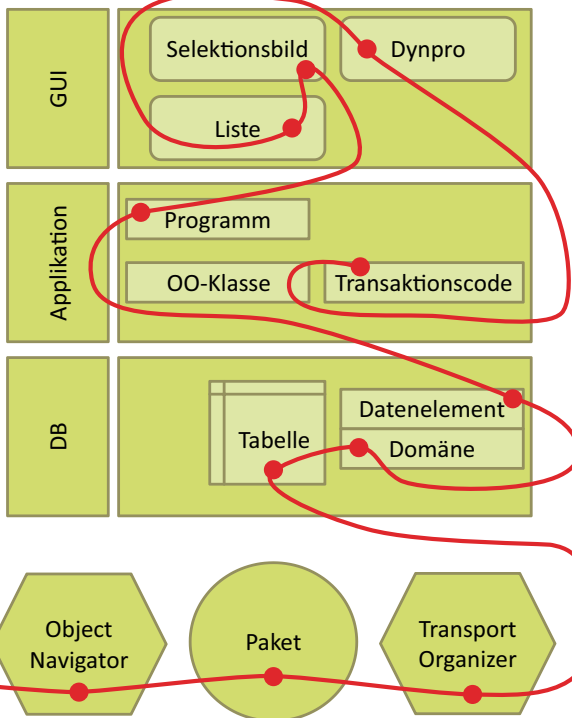 GUI
Selektionsbild
Dynpro
Liste
Applikation
Programm
OO-Klasse
Transaktionscode
DB
Tabelle
Datenelement
Domäne
Object
Navigator
Paket
Transport
Organizer